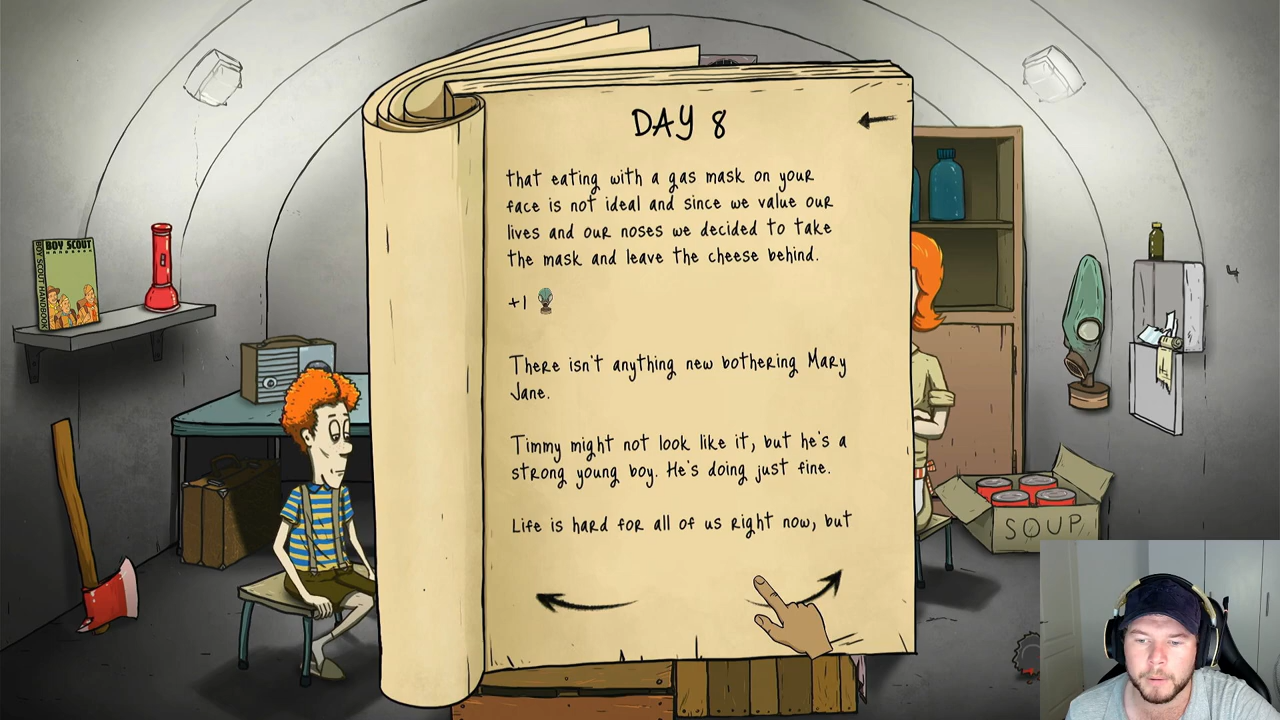 DAY 8
that eating with a gas mask on your
face is not ideal and since we value our
lives and our noses we decided to take
the mask and leave the cheese behind.
+1
There isn't anything new bothering Mary
Jane.
Timmy might not look like it, but he's a
strong young boy. He's doing just fine.
Life is hard for all of us right now, but
BOY SCOUT
HANDBOOK
BOY SCOUT HANDBOOK
SOUP